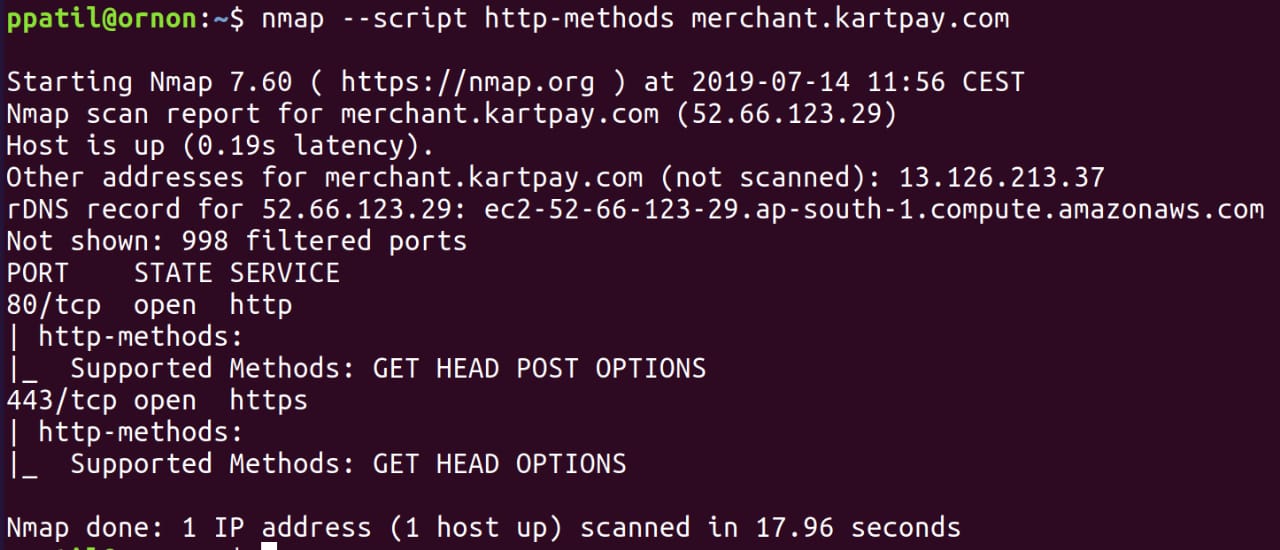 ppatil@ornon:~$ nmap --script http-methods merchant.kartpay.com

Starting Nmap 7.60 ( https://nmap.org ) at 2019-07-14 11:56 CEST
Nmap scan report for merchant.kartpay.com (52.66.123.29)
Host is up (0.19s latency).
Other addresses for merchant.kartpay.com (not scanned): 13.126.213.37
rDNS record for 52.66.123.29: ec2-52-66-123-29.ap-south-1.compute.amazonaws.com
Not shown: 998 filtered ports
PORT    STATE SERVICE
80/tcp  open  http
| http-methods:
|_  Supported Methods: GET HEAD POST OPTIONS
443/tcp open  https
| http-methods:
|_  Supported Methods: GET HEAD OPTIONS

Nmap done: 1 IP address (1 host up) scanned in 17.96 seconds